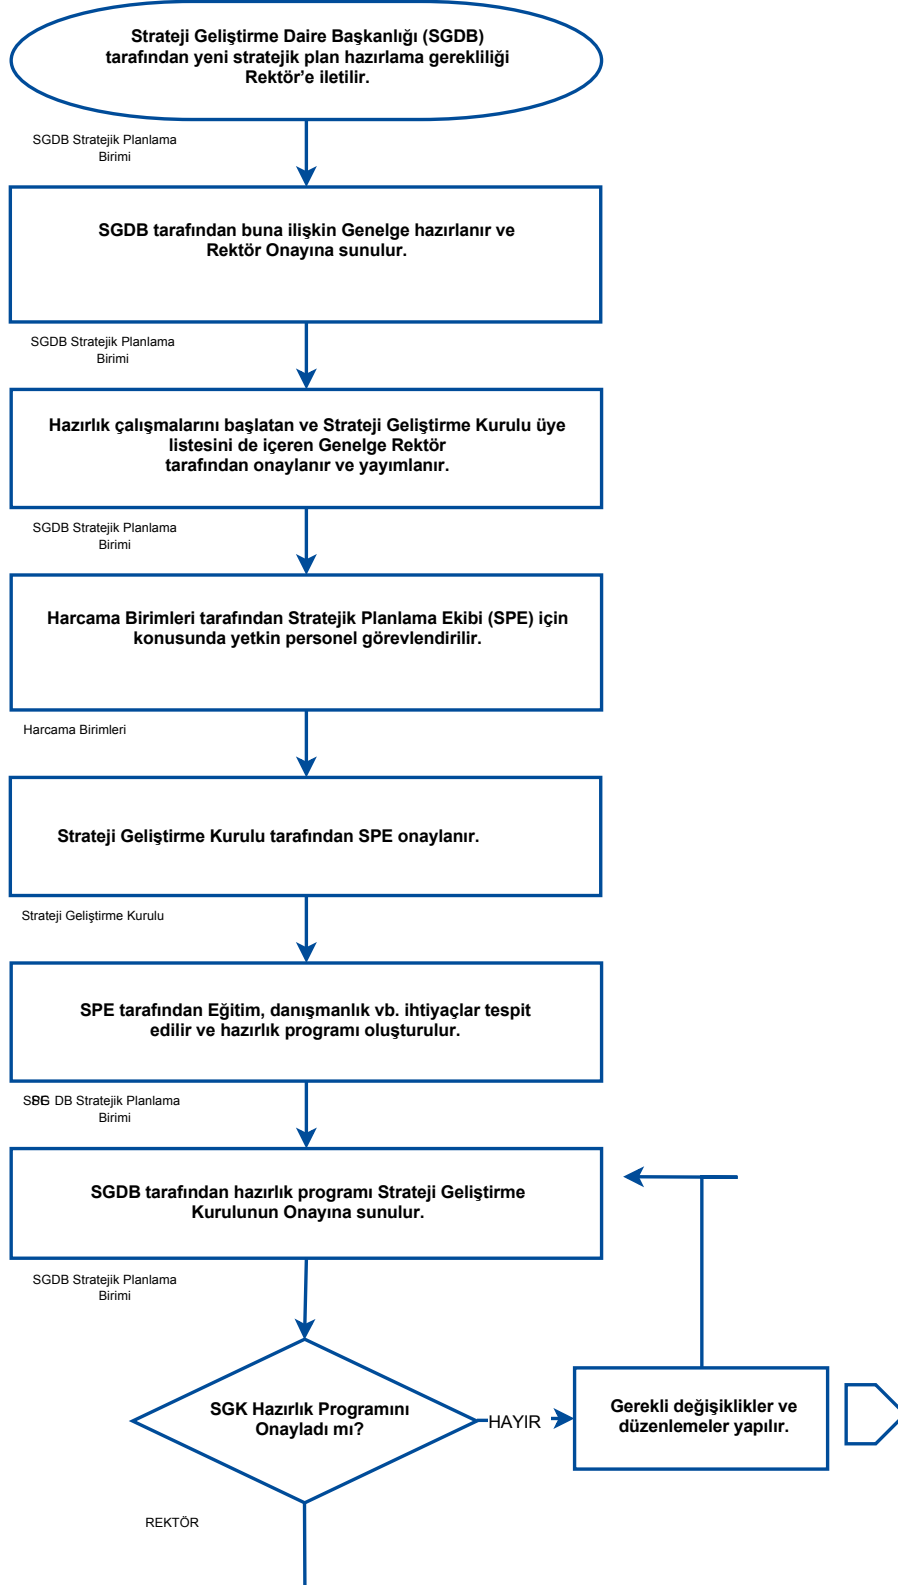 Strateji Geliştirme Daire Başkanlığı (SGDB)
tarafından yeni stratejik plan hazırlama gerekliliği
Rektör’e iletilir.
SGDB Stratejik Planlama
Birimi
SGDB tarafından buna ilişkin Genelge hazırlanır ve
Rektör Onayına sunulur.
SGDB Stratejik Planlama
Birimi
Hazırlık çalışmalarını başlatan ve Strateji Geliştirme Kurulu üye
listesini de içeren Genelge Rektör
tarafından onaylanır ve yayımlanır.
SGDB Stratejik Planlama
Birimi
Harcama Birimleri tarafından Stratejik Planlama Ekibi (SPE) için
konusunda yetkin personel görevlendirilir.
Harcama Birimleri
Strateji Geliştirme Kurulu tarafından SPE onaylanır.
Strateji Geliştirme Kurulu
SPE tarafından Eğitim, danışmanlık vb. ihtiyaçlar tespit
edilir ve hazırlık programı oluşturulur.
DB Stratejik Planlama
Birimi
SGDB tarafından hazırlık programı Strateji Geliştirme
Kurulunun Onayına sunulur.
SGDB Stratejik Planlama
Birimi
SGK Hazırlık Programını
Onayladı mı?
HAYIR
Gerekli değişiklikler ve
düzenlemeler yapılır.
REKTÖR